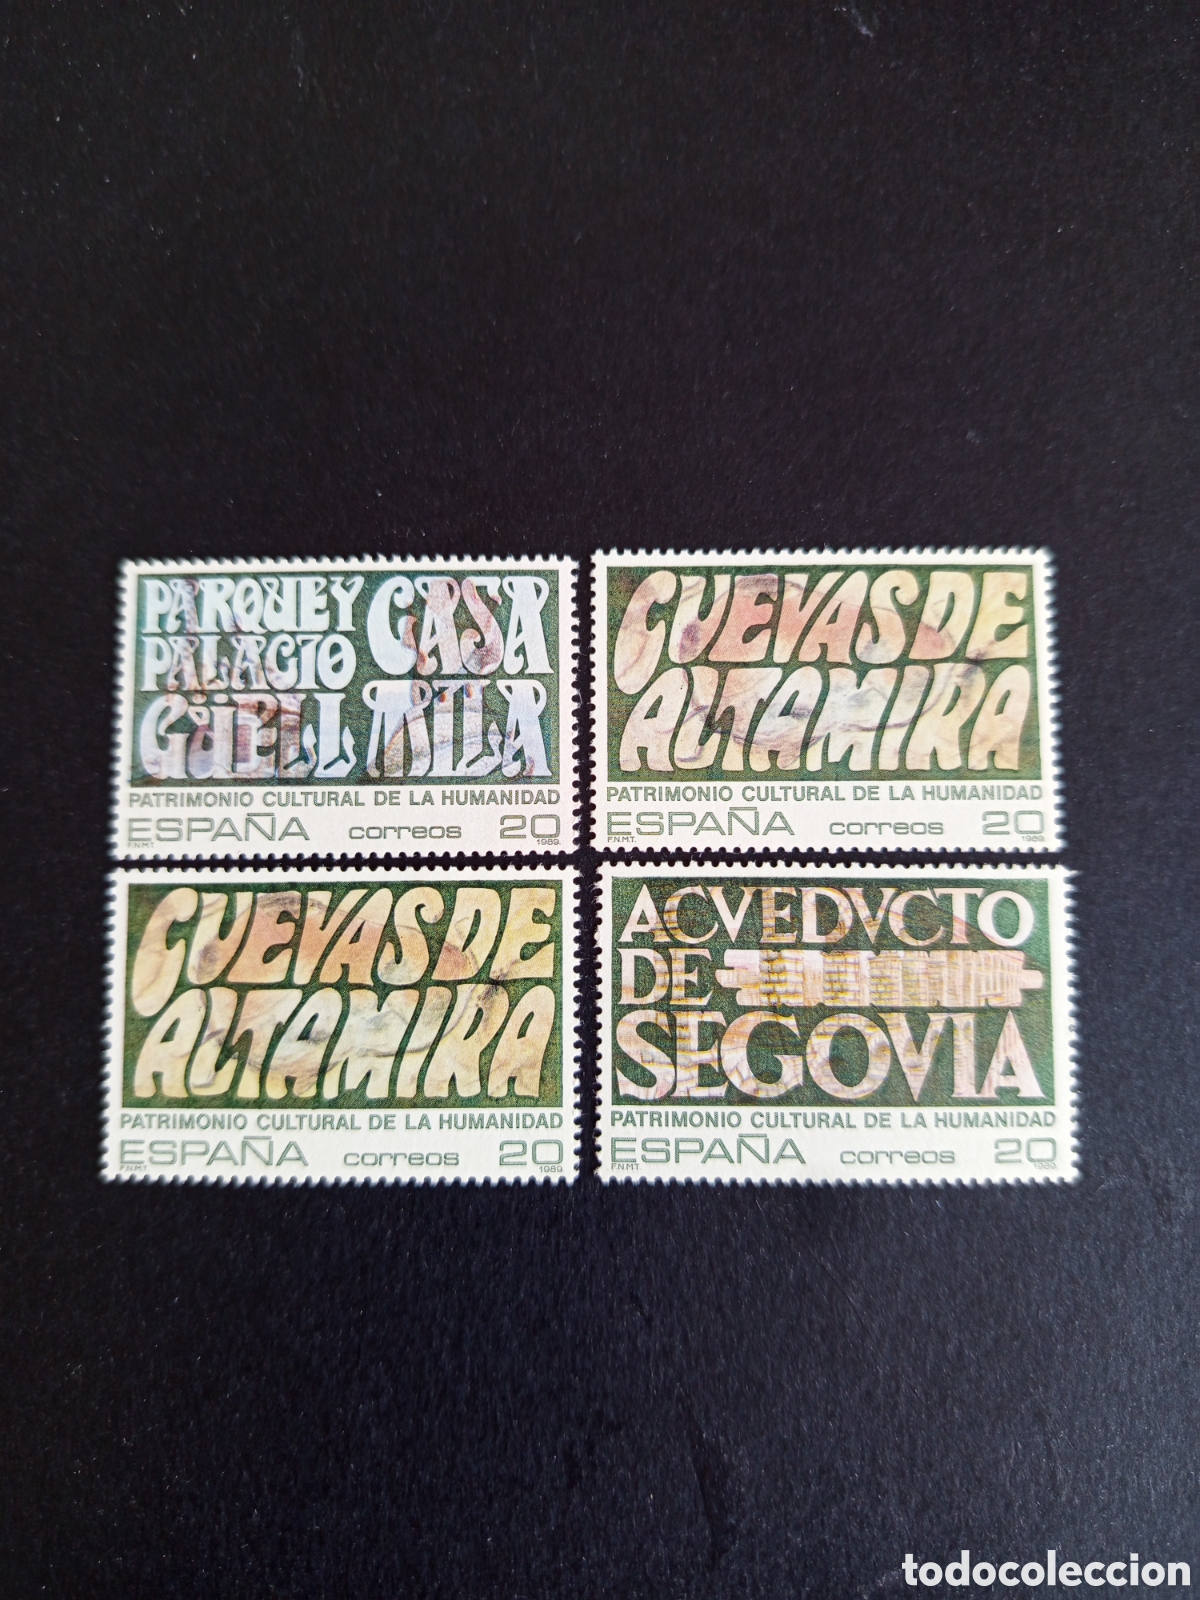 PARQUE Y
PALACIO
GÜELL
CASA
MILA
PATRIMONIO CULTURAL DE LA HUMANIDAD
ESPAÑA correos 20
F.N.M.T. 1989.
CUEVAS DE
ALTAMIRA
PATRIMONIO CULTURAL DE LA HUMANIDAD
ESPAÑA correos 20
F.N.M.T. 1989.
CUEVAS DE
ALTAMIRA
PATRIMONIO CULTURAL DE LA HUMANIDAD
ESPAÑA correos 20
F.N.M.T. 1989.
ACVEDVCTO
DE
SEGOVIA
PATRIMONIO CULTURAL DE LA HUMANIDAD
ESPAÑA correos 20
F.N.M.T. 1989.
todocoleccion